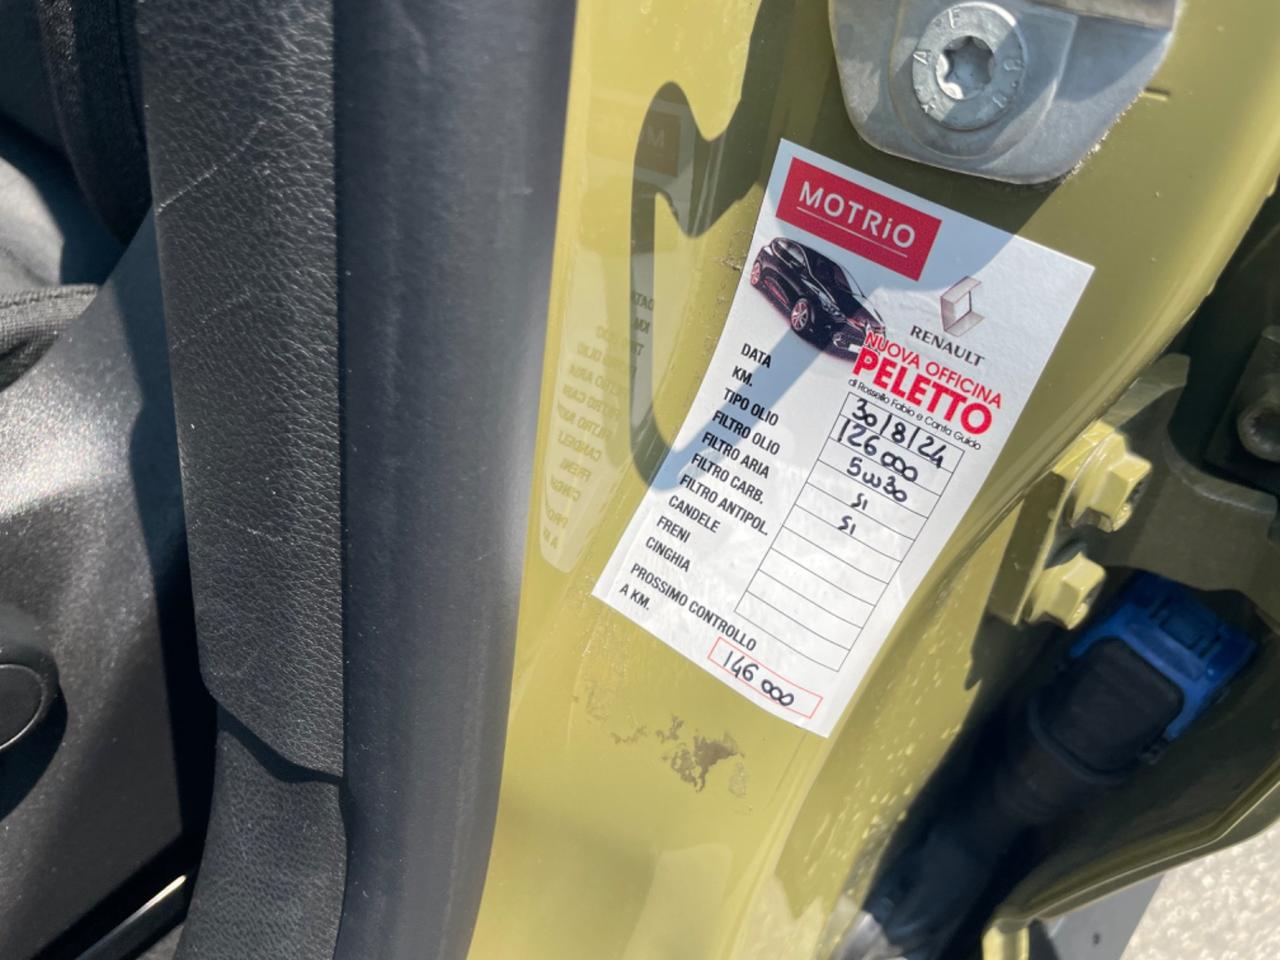 MOTRiO
RENAULT
NUOVA OFFICINA
PELETTO
di Rossello Fabio e Canta Guido
DATA 30/8/24
KM. 126000
TIPO OLIO 5W30
FILTRO OLIO SI
FILTRO ARIA SI
FILTRO CARB.
FILTRO ANTIPOL.
CANDELE
FRENI
CINGHIA
PROSSIMO CONTROLLO
A KM. 146000